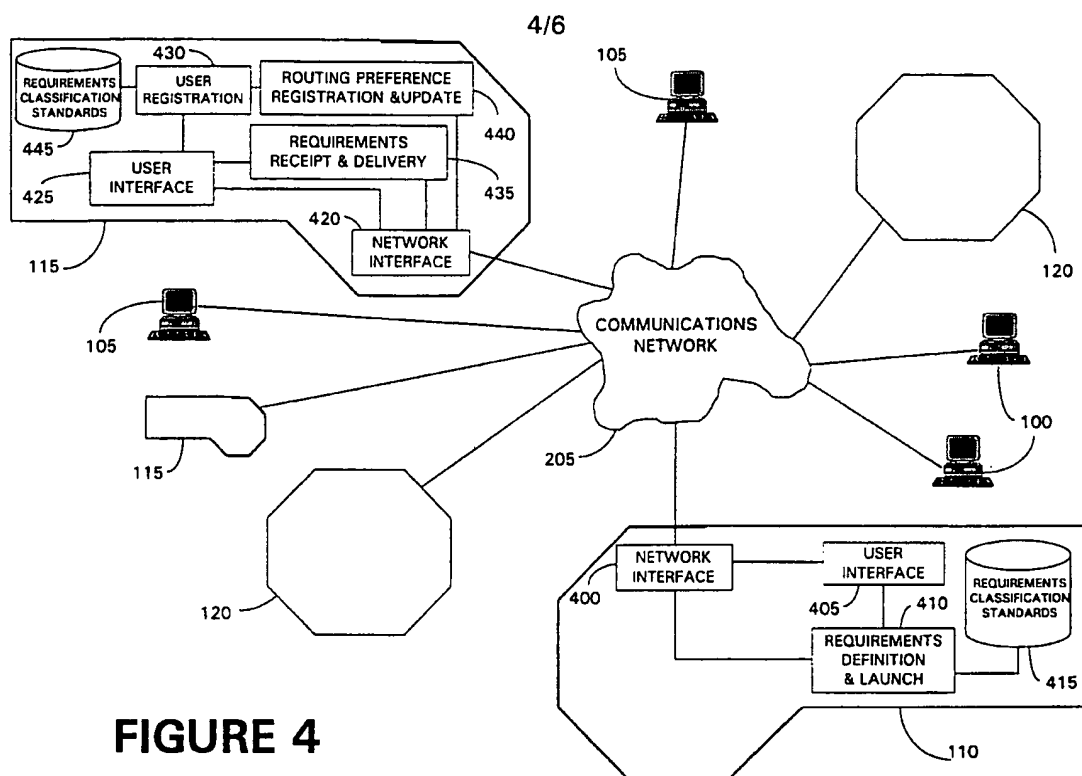 4/6
430
105
REQUIREMENTS
CLASSIFICATION
STANDARDS
USER
REGISTRATION
ROUTING PREFERENCE
REGISTRATION &UPDATE
440
445
REQUIREMENTS
RECEIPT & DELIVERY
435
425
USER
INTERFACE
420
NETWORK
INTERFACE
115
120
105
COMMUNICATIONS
NETWORK
100
115
205
120
NETWORK
INTERFACE
400
USER
INTERFACE
405
410
REQUIREMENTS
CLASSIFICATION
STANDARDS
REQUIREMENTS
DEFINITION
& LAUNCH
415
110
FIGURE 4